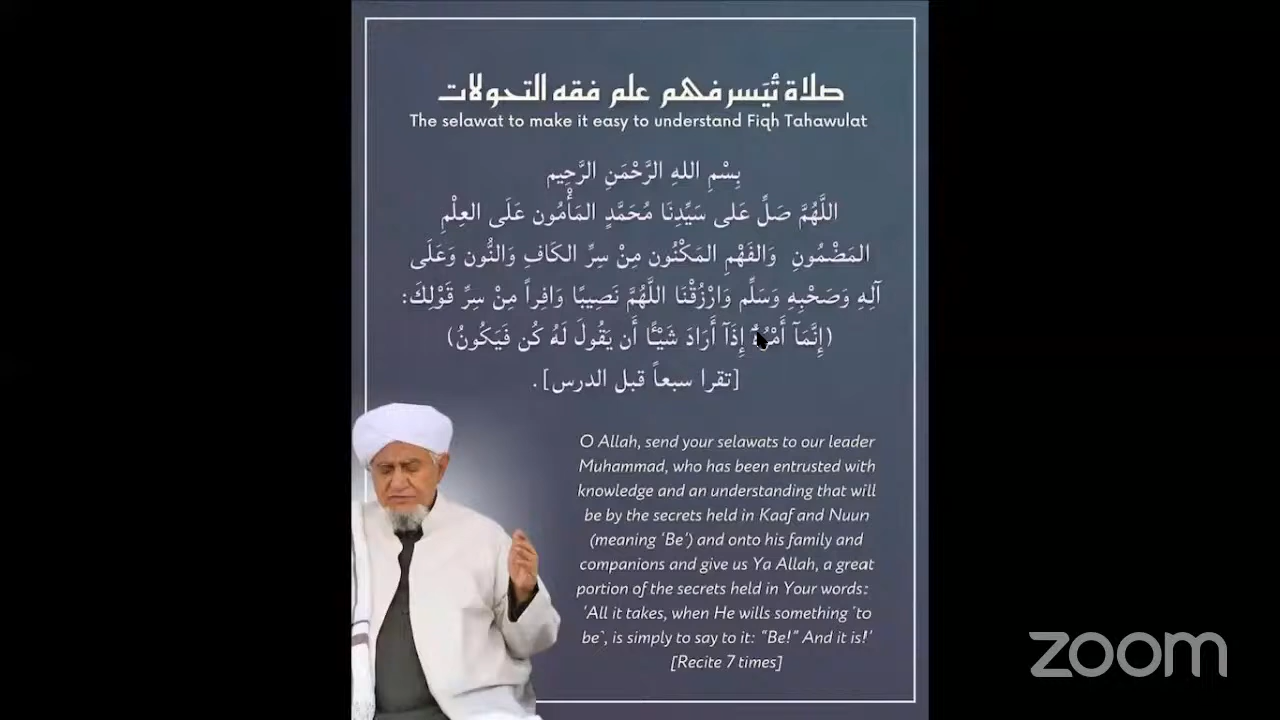 صلاة تُيَسر فهم علم فقه التحولات
The selawat to make it easy to understand Fiqh Tahawulat
بِسْمِ اللهِ الرَّحْمَنِ الرَّحِيم
اللَّهُمَّ صَلِّ عَلى سَيِّدِنَا مُحَمَّدٍ المَأْمُون عَلَى العِلْمِ
المَضْمُونِ وَالفَهْمِ المَكْنُون مِنْ سِرِّ الكَافِ وَالنُّون وَعَلَى
آلِهِ وَصَحْبِهِ وَسَلِّم وَارْزُقْنَا اللَّهُمَّ نَصِيبًا وَافِراً مِنْ سِرِّ قَوْلِكَ:
(إِنَّمَآ أَمْرُهُۥٓ إِذَآ أَرَادَ شَيْـًٔا أَن يَقُولَ لَهُ كُن فَيَكُونُ)
[تقرا سبعاً قبل الدرس].
O Allah, send your selawats to our leader
Muhammad, who has been entrusted with
knowledge and an understanding that will
be by the secrets held in Kaaf and Nuun
(meaning 'Be') and onto his family and
companions and give us Ya Allah, a great
portion of the secrets held in Your words:
'All it takes, when He wills something 'to
be', is simply to say to it: "Be!" And it is!'
[Recite 7 times]
zoom